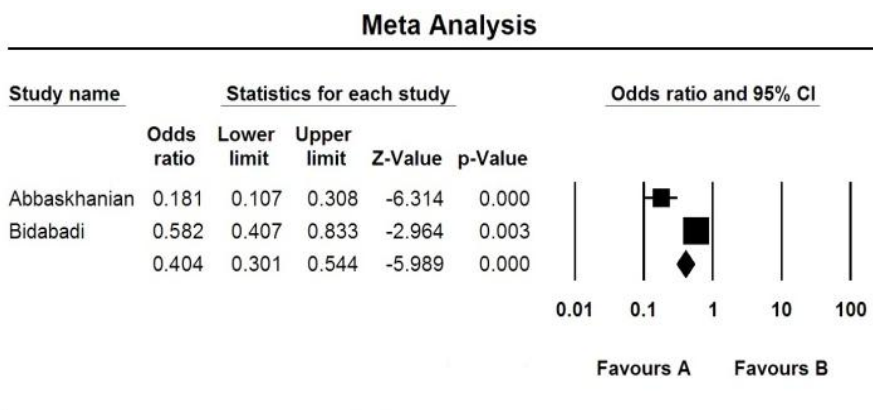 Meta Analysis
Study name Statistics for each study Odds ratio and 95% CI
Odds Lower Upper
ratio limit limit Z-Value p-Value
Abbaskhanian 0.181 0.107 0.308 -6.314 0.000
Bidabadi 0.582 0.407 0.833 -2.964 0.003
0.404 0.301 0.544 -5.989 0.000
0.01 0.1 1 10 100
Favours A Favours B